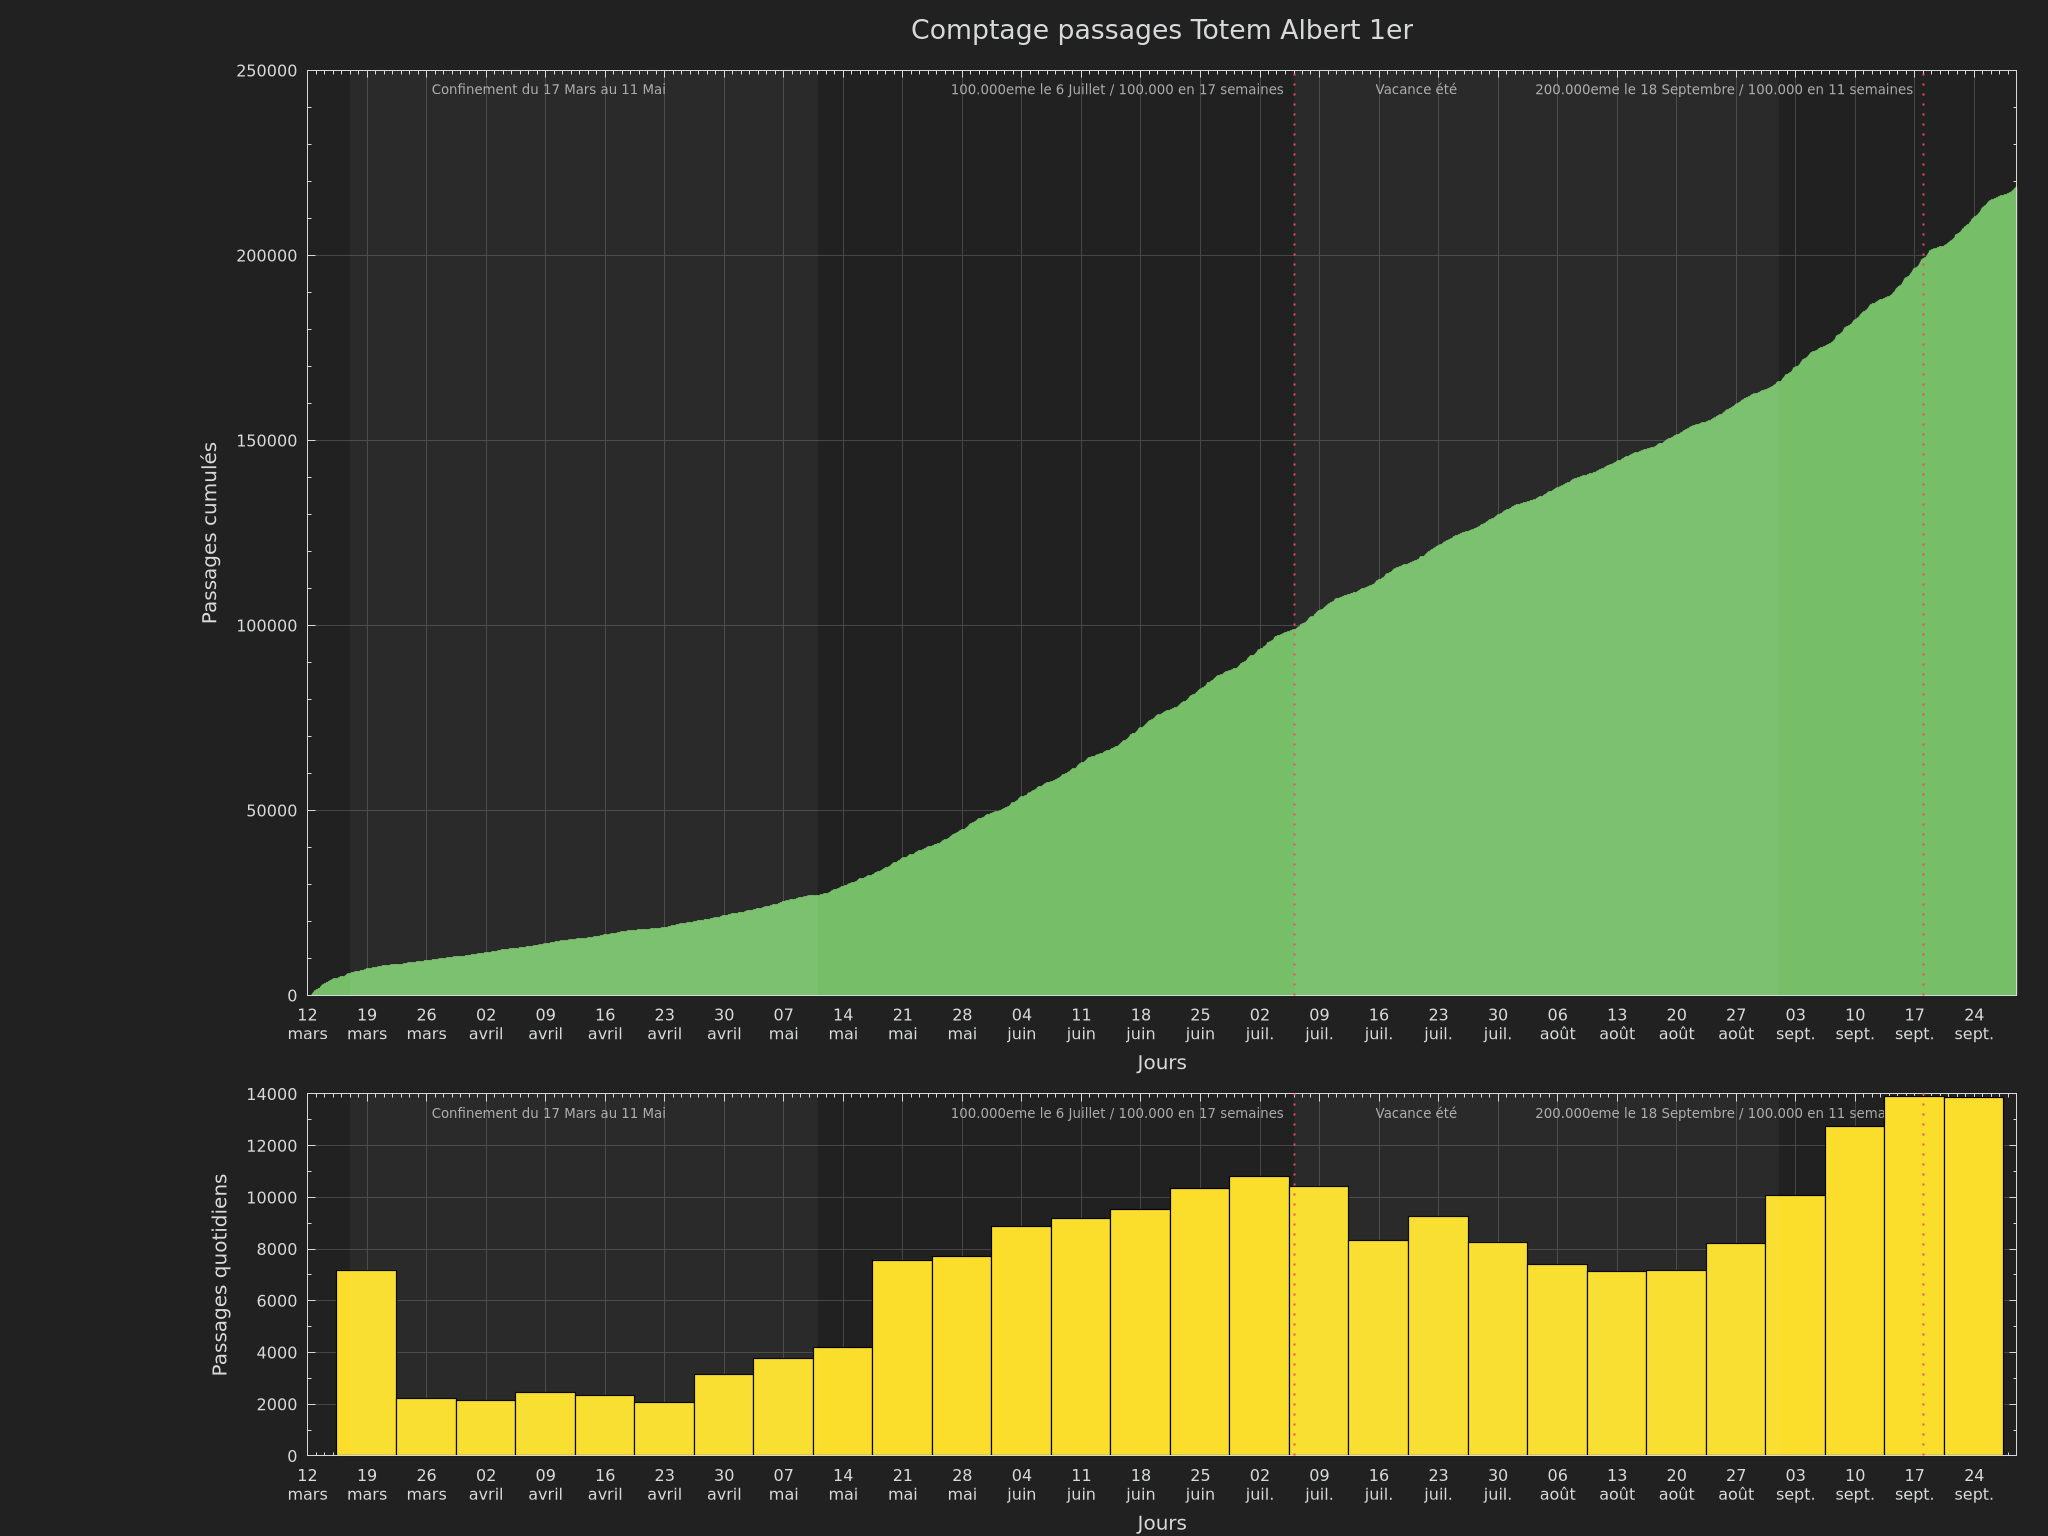 Comptage passages Totem Albert 1er
Confinement du 17 Mars au 11 Mai
100.000eme le 6 Juillet / 100.000 en 17 semaines
Vacance été
200.000eme le 18 Septembre / 100.000 en 11 semaines
250000
200000
150000
100000
50000
0
Passages cumulés
12 19 26 02 09 16 23 30 07 14 21 28 04 11 18 25 02 09 16 23 30 06 13 20 27 03 10 17 24
mars mars mars avril avril avril avril avril mai mai mai mai juin juin juin juin juil. juil. juil. juil. juil. août août août août sept. sept. sept. sept.
Jours
Confinement du 17 Mars au 11 Mai
100.000eme le 6 Juillet / 100.000 en 17 semaines
Vacance été
200.000eme le 18 Septembre / 100.000 en 11 sema
14000
12000
10000
8000
6000
4000
2000
0
Passages quotidiens
12 19 26 02 09 16 23 30 07 14 21 28 04 11 18 25 02 09 16 23 30 06 13 20 27 03 10 17 24
mars mars mars avril avril avril avril avril mai mai mai mai juin juin juin juin juil. juil. juil. juil. juil. août août août août sept. sept. sept. sept.
Jours